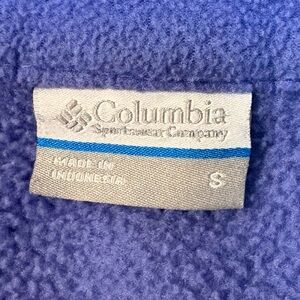 Columbia
Sportswear Company
MADE IN
INDONESIA
S